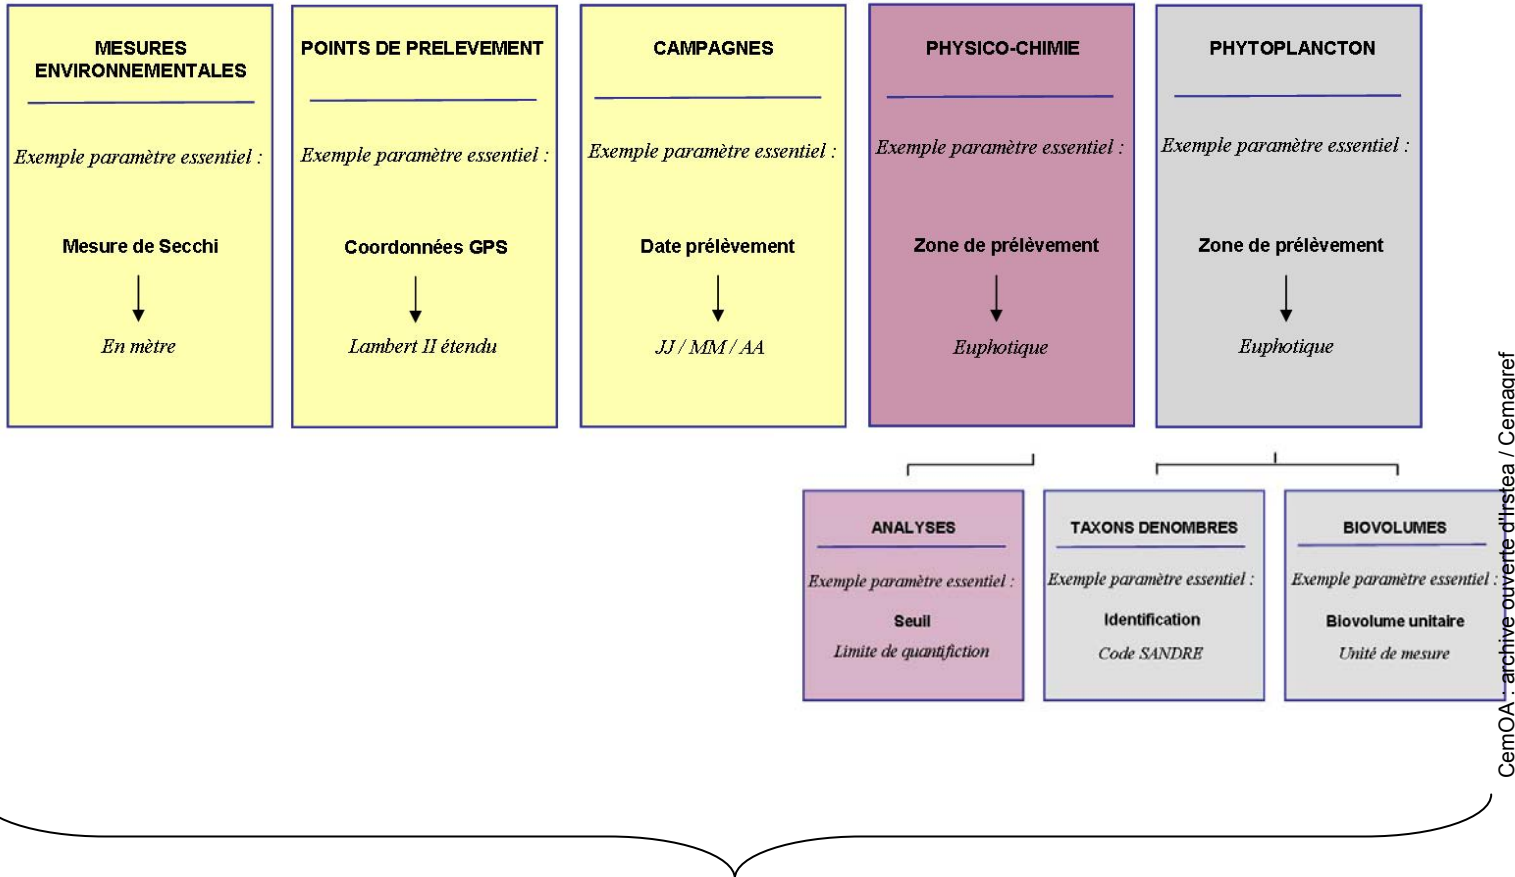 MESURES
ENVIRONNEMENTALES
Exemple paramètre essentiel :
Mesure de Secchi
En mètre
POINTS DE PRELEVEMENT
Exemple paramètre essentiel :
Coordonnées GPS
Lambert II étendu
CAMPAGNES
Exemple paramètre essentiel :
Date prélèvement
JJ / MM / AA
PHYSICO-CHIMIE
Exemple paramètre essentiel :
Zone de prélèvement
Euphotique
PHYTOPLANCTON
Exemple paramètre essentiel :
Zone de prélèvement
Euphotique
ANALYSES
Exemple paramètre essentiel :
Seuil
Limite de quantifiction
TAXONS DENOMBRES
Exemple paramètre essentiel :
Identification
Code SANDRE
BIOVOLUMES
Exemple paramètre essentiel :
Biovolume unitaire
Unité de mesure
CemOA : archive ouverte d'Irstea / Cemagref